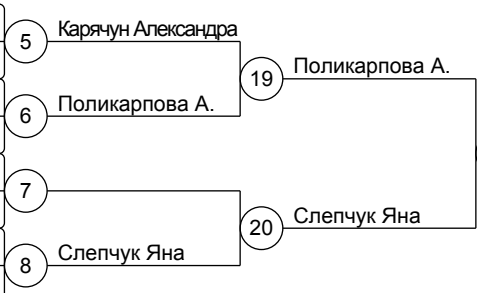 5 Карячун Александра
19 Поликарпова А.
6 Поликарпова А.
7
20 Слепчук Яна
8 Слепчук Яна